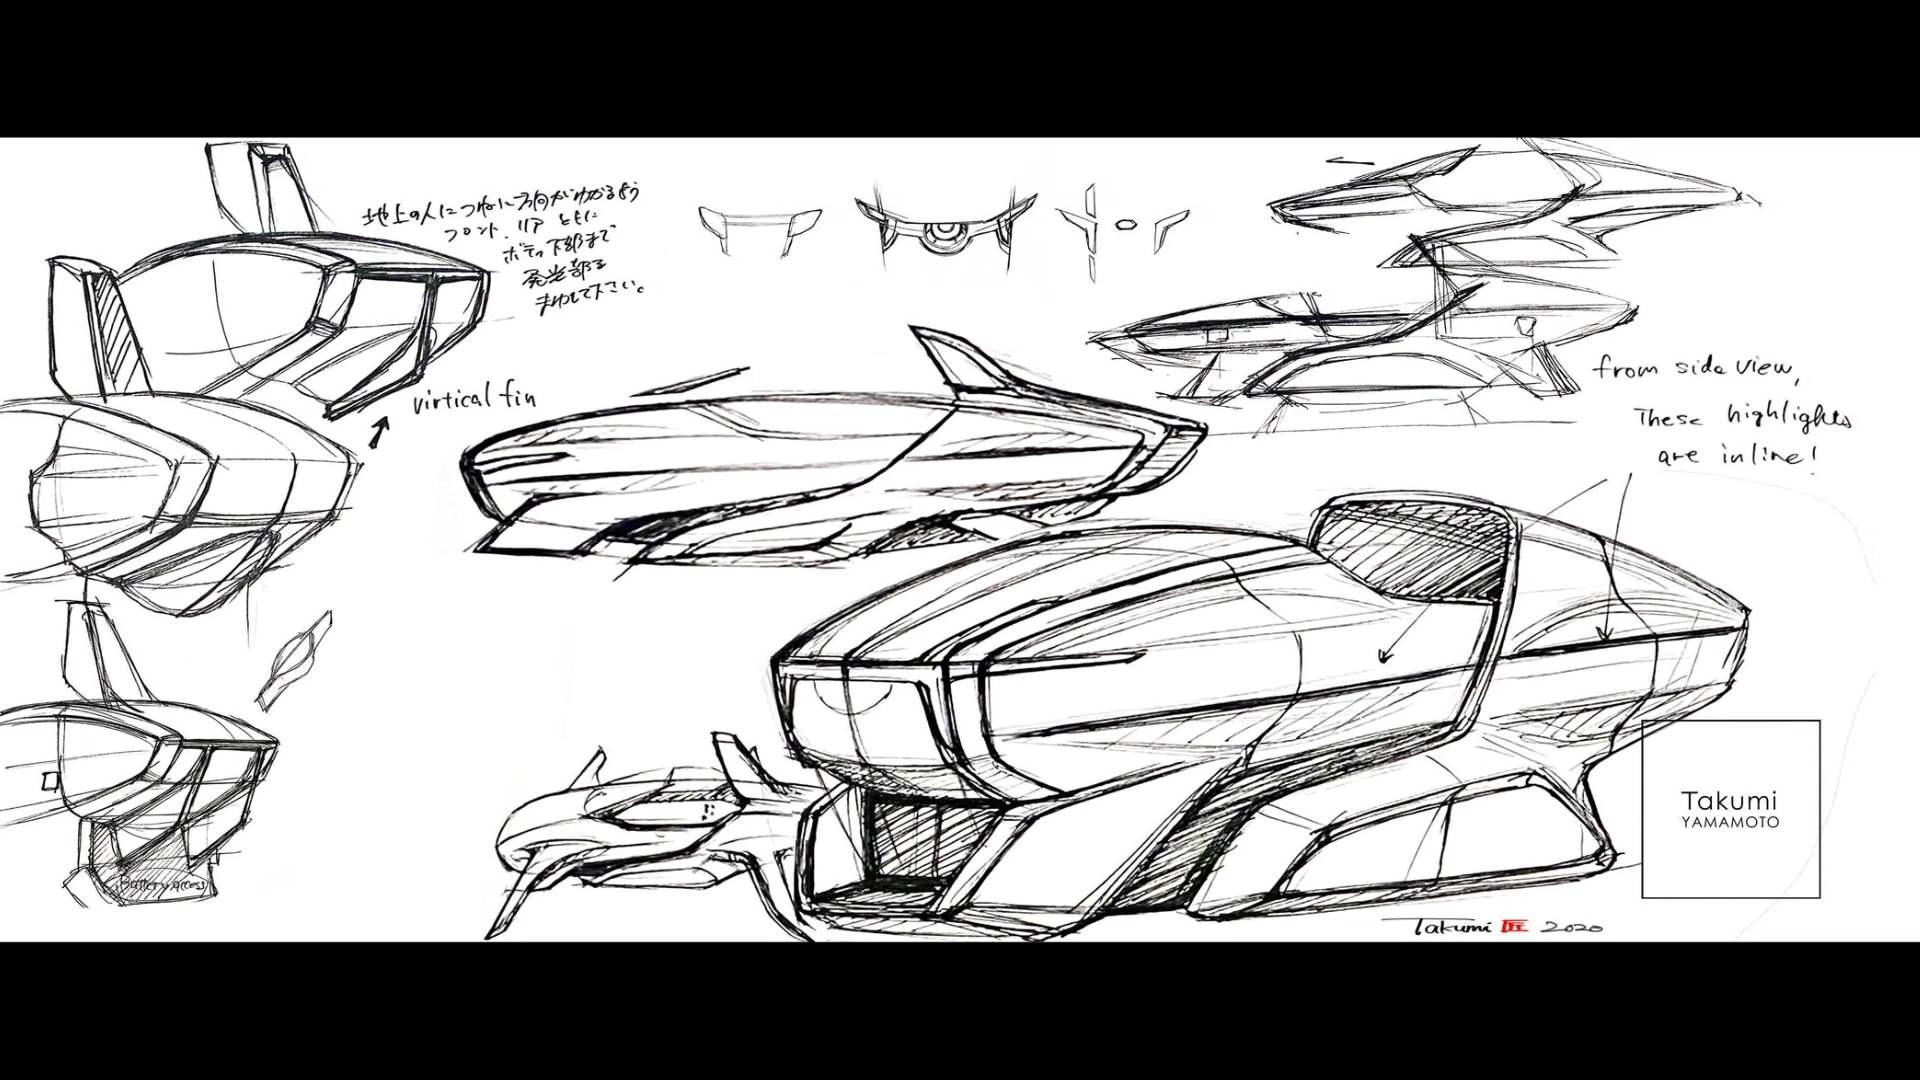 地上の人につねに方向がわかるよう
フロント、リア ともに
ボディ下部まで
発光部を
まわして下さい。
virtical fin
from side view,
These highlights
are inline!
Battery access
Takumi
YAMAMOTO
Takumi 匠 2020